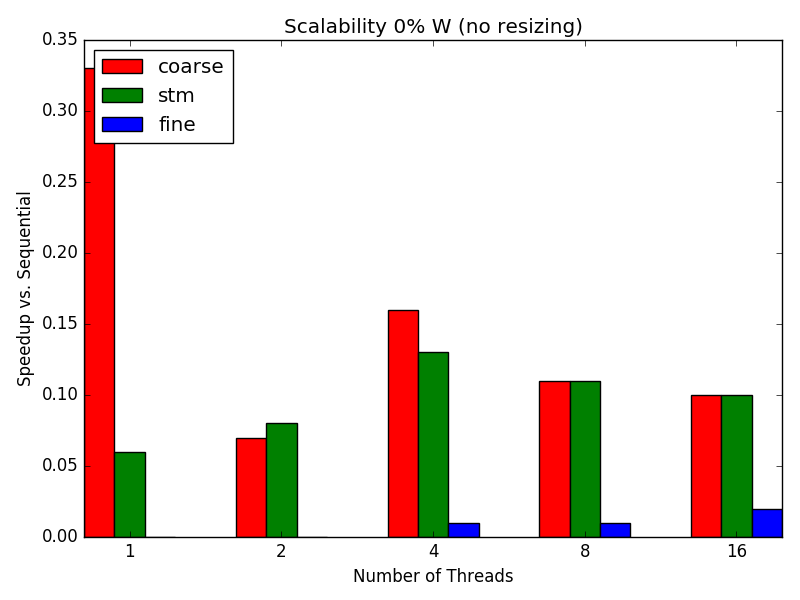 Scalability 0% W (no resizing)
coarse
stm
fine
Speedup vs. Sequential
0.35
0.30
0.25
0.20
0.15
0.10
0.05
0.00
1 2 4 8 16
Number of Threads